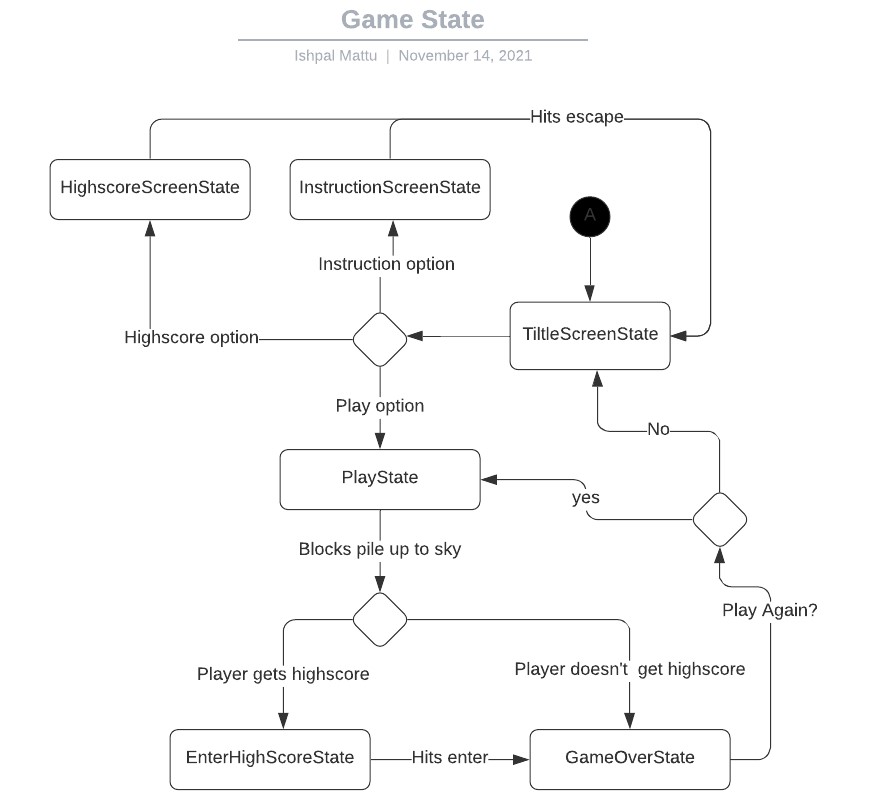 Game State
Ishpal Mattu | November 14, 2021
Hits escape
HighscoreScreenState
InstructionScreenState
A
Instruction option
TiltleScreenState
Highscore option
Play option
No
PlayState
yes
Blocks pile up to sky
Play Again?
Player gets highscore
Player doesn't get highscore
EnterHighScoreState
Hits enter
GameOverState